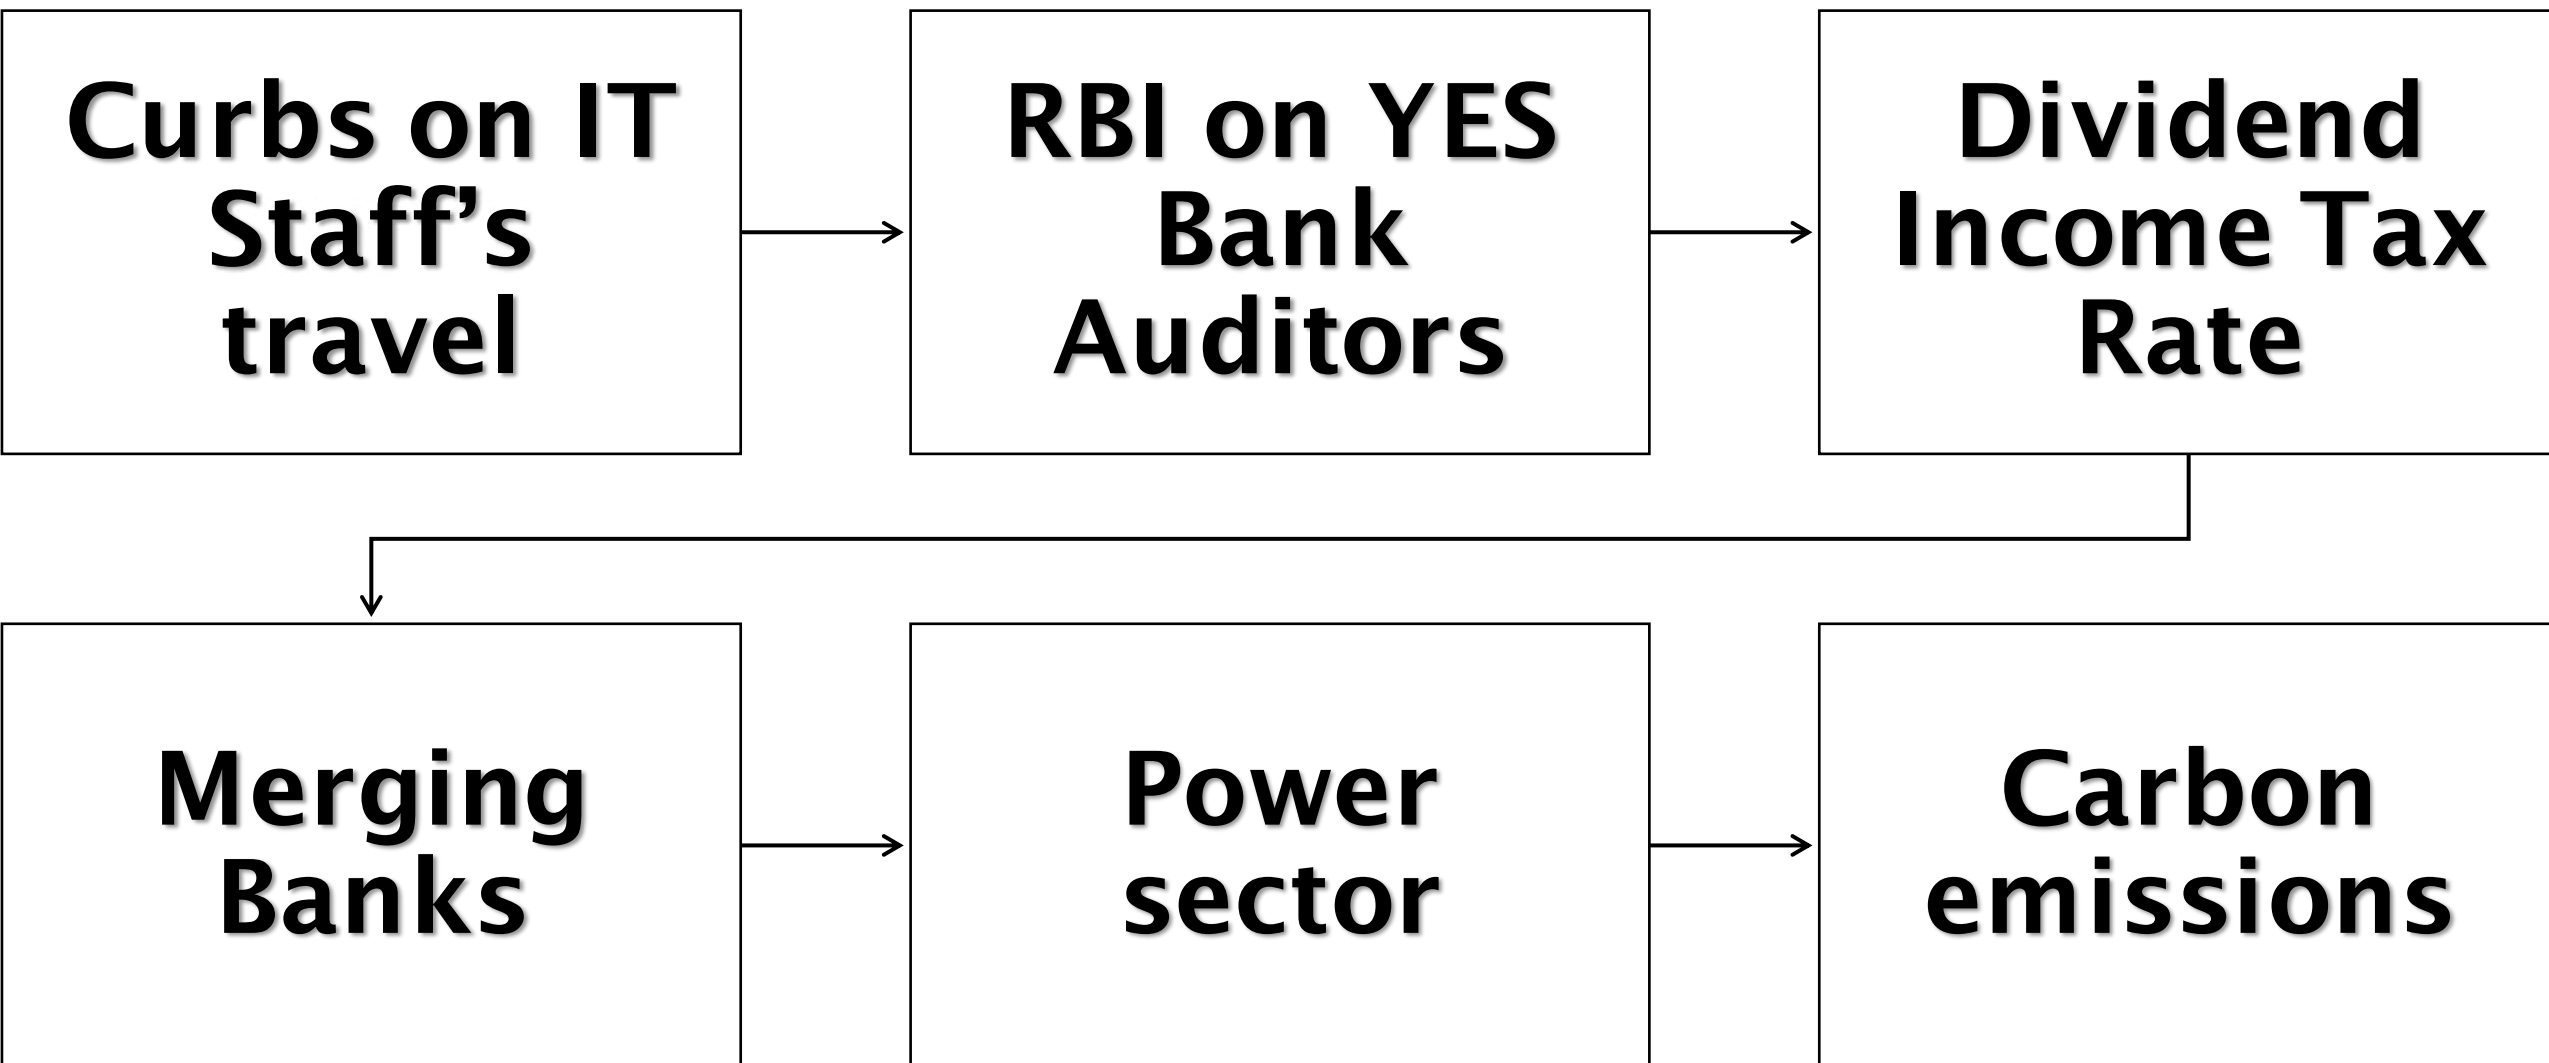 Curbs on IT
Staff’s
travel
RBI on YES
Bank
Auditors
Dividend
Income Tax
Rate
Merging
Banks
Power
sector
Carbon
emissions